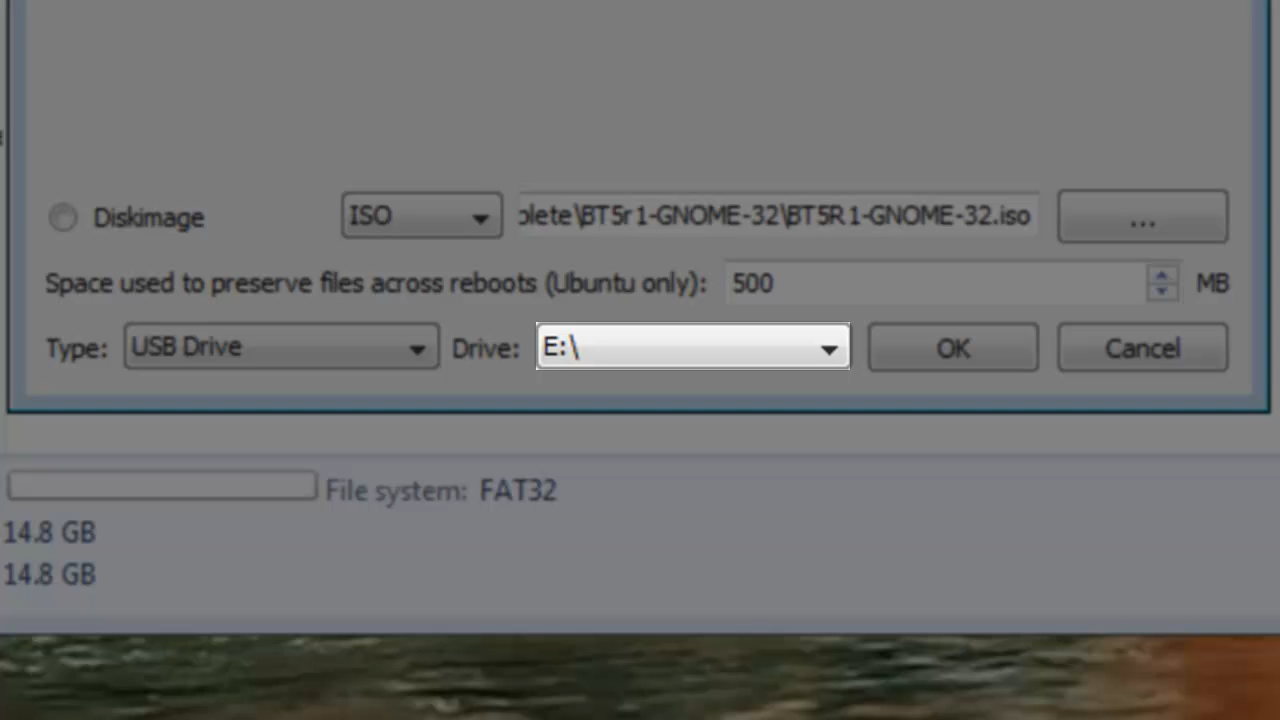 Diskimage ISO plete\BT5r1-GNOME-32\BT5R1-GNOME-32.iso ...
Space used to preserve files across reboots (Ubuntu only): 500 MB
Type: USB Drive Drive: E:\ OK Cancel
File system: FAT32
14.8 GB
14.8 GB